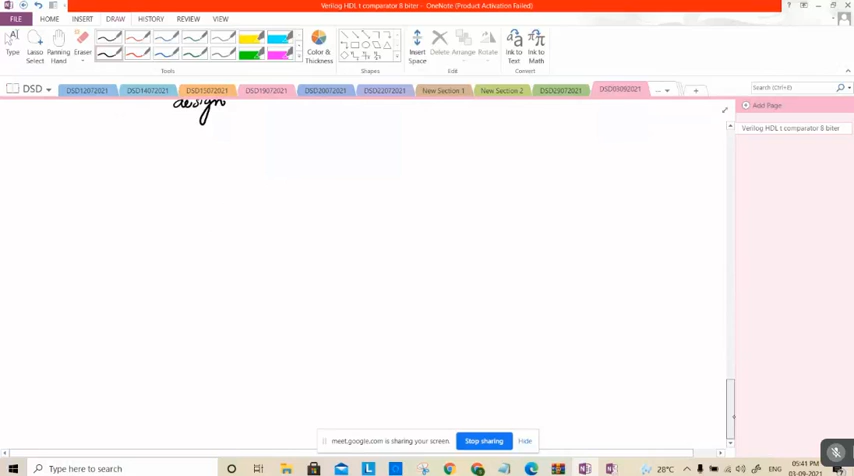 Verilog HDL t comparator 8 biter - OneNote (Product Activation Failed)
FILE HOME INSERT DRAW HISTORY REVIEW VIEW
Type Lasso Select Panning Hand Eraser Color & Thickness Insert Space Delete Arrange Rotate Ink to Text Ink to Math
Tools Shapes Edit Convert
DSD DSD12072021 DSD14072021 DSD15072021 DSD19072021 DSD20072021 DSD22072021 New Section 1 New Section 2 DSD29072021 DSD03092021 ... + Search (Ctrl+E)
design
Add Page
Verilog HDL t comparator 8 biter
meet.google.com is sharing your screen. Stop sharing Hide
Type here to search
28°C ENG 05:41 PM
03-09-2021